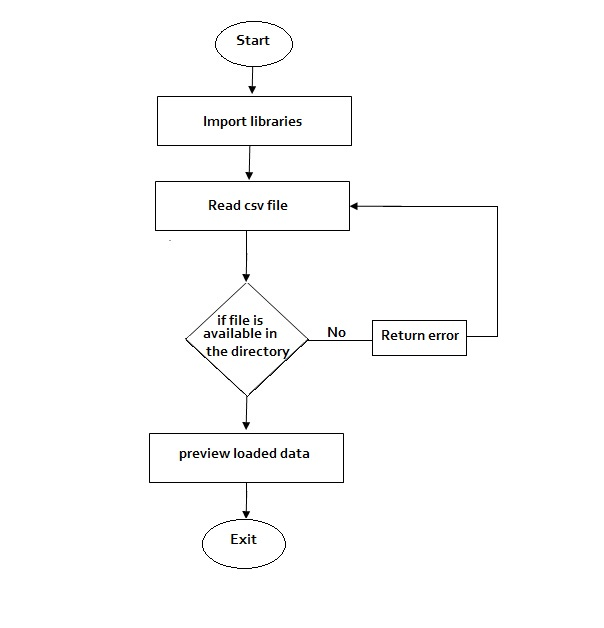 Start
Import libraries
Read csv file
if file is
available in
the directory
No
Return error
preview loaded data
Exit